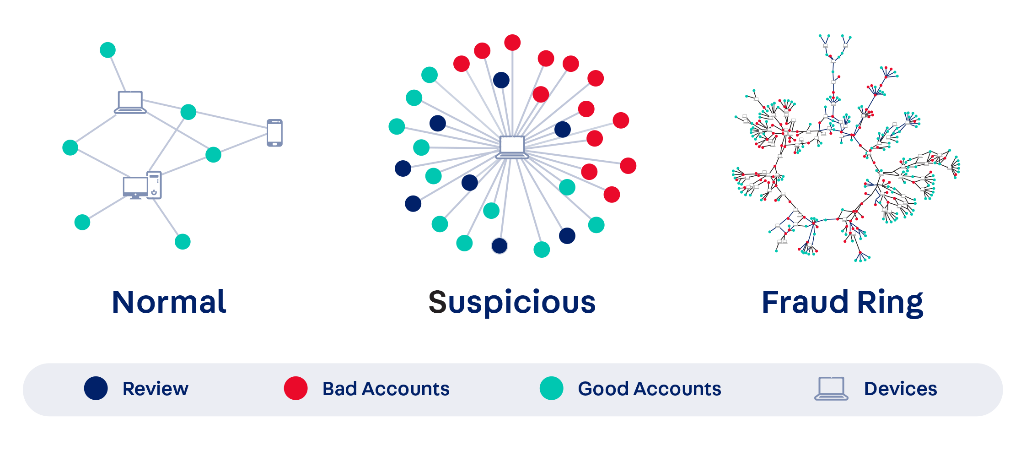 Normal
Suspicious
Fraud Ring
Review
Bad Accounts
Good Accounts
Devices